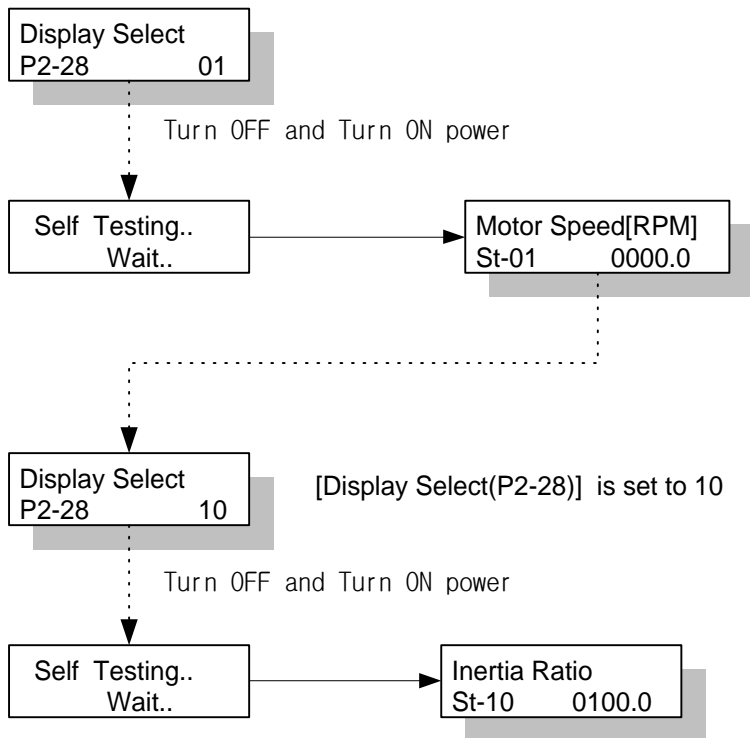 Display Select
P2-28 01
Turn OFF and Turn ON power
Self Testing..
Wait..
Motor Speed[RPM]
St-01 0000.0
Display Select
P2-28 10
[Display Select(P2-28)] is set to 10
Turn OFF and Turn ON power
Self Testing..
Wait..
Inertia Ratio
St-10 0100.0